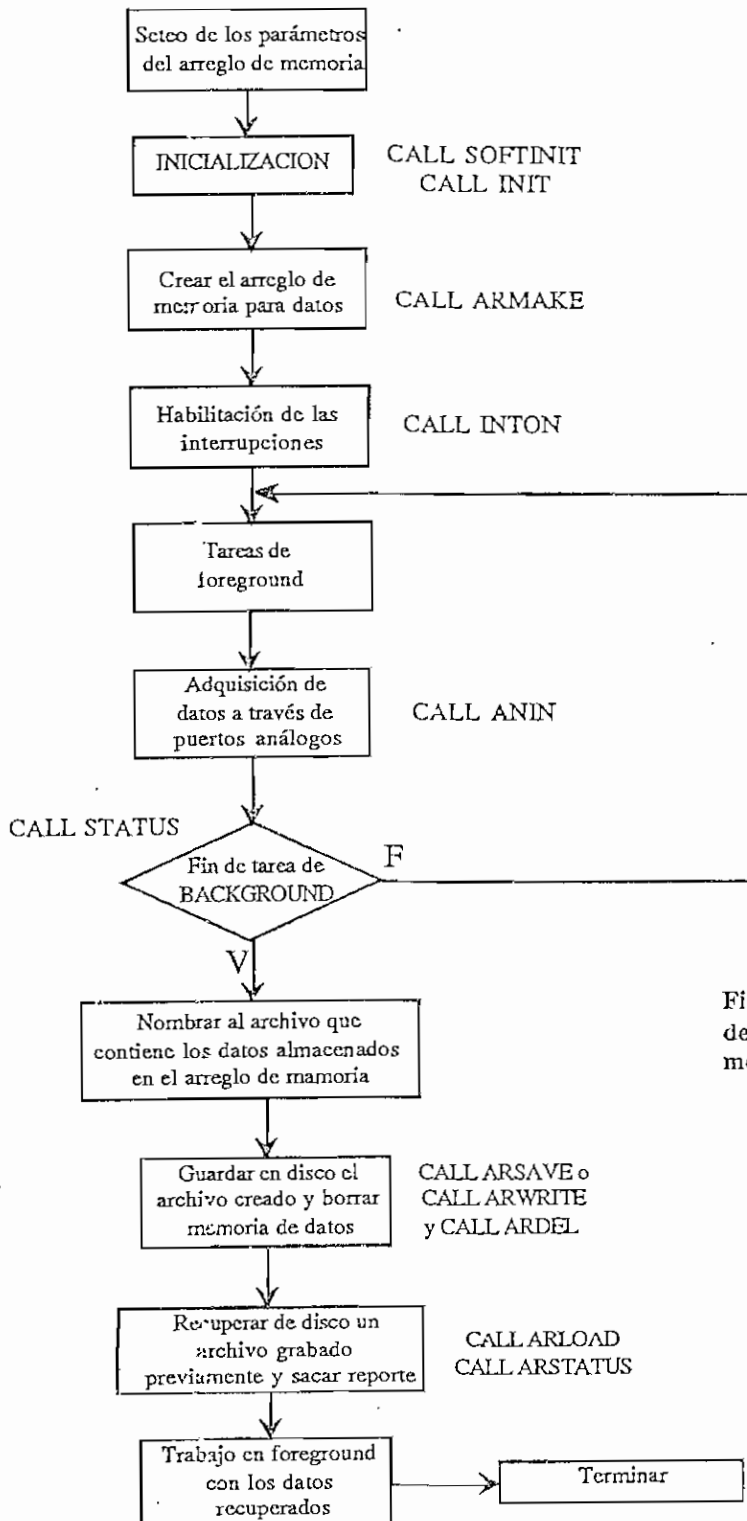 Seteo de los parámetros
del arreglo de memoria
INICIALIZACION
CALL SOFTINIT
CALL INIT
Crear el arreglo de
memoria para datos
CALL ARMAKE
Habilitación de las
interrupciones
CALL INTON
Tareas de
foreground
Adquisición de
datos a través de
puertos análogos
CALL ANIN
CALL STATUS
Fin de tarea de
BACKGROUND
F
V
Nombrar al archivo que
contiene los datos almacenados
en el arreglo de mamoria
Fi
de
me
Guardar en disco el
archivo creado y borrar
memoria de datos
CALL ARSAVE o
CALL ARWRITE
y CALL ARDEL
Recuperar de disco un
archivo grabado
previamente y sacar reporte
CALL ARLOAD
CALL ARSTATUS
Trabajo en foreground
con los datos
recuperados
Terminar